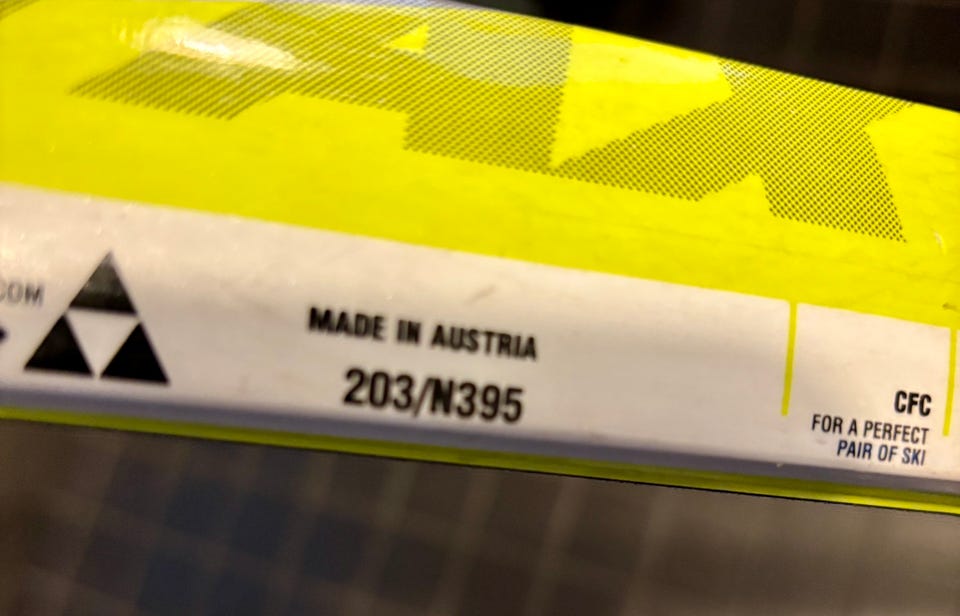 COM
MADE IN AUSTRIA
203/N395
CFC
FOR A PERFECT
PAIR OF SKI